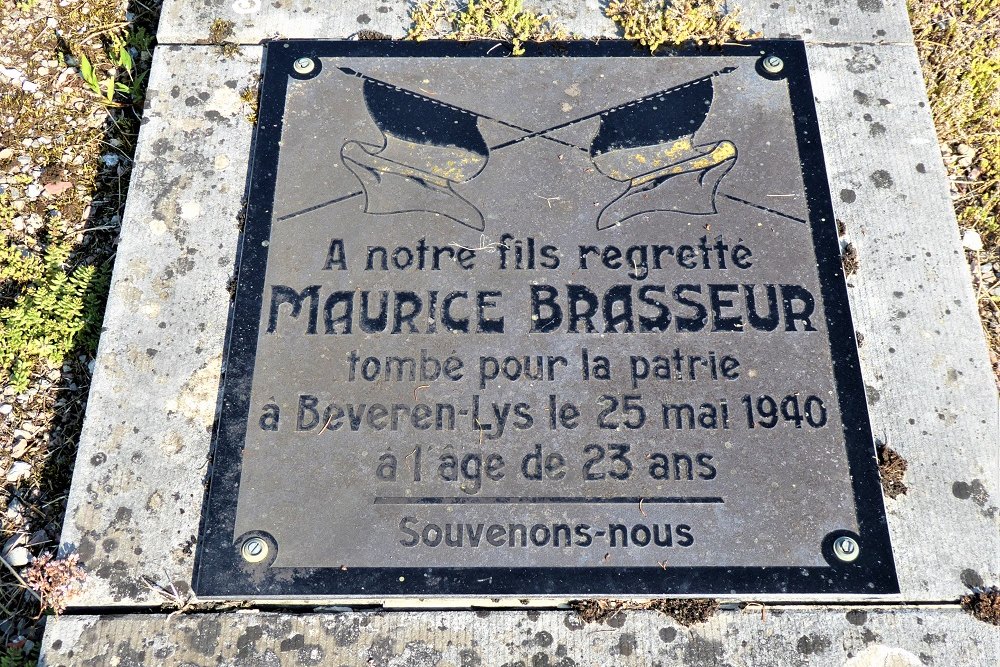 A notre fils regretté
MAURICE BRASSEUR
tombé pour la patrie
à Beveren-Lys le 25 mai 1940
à l'âge de 23 ans
Souvenons-nous